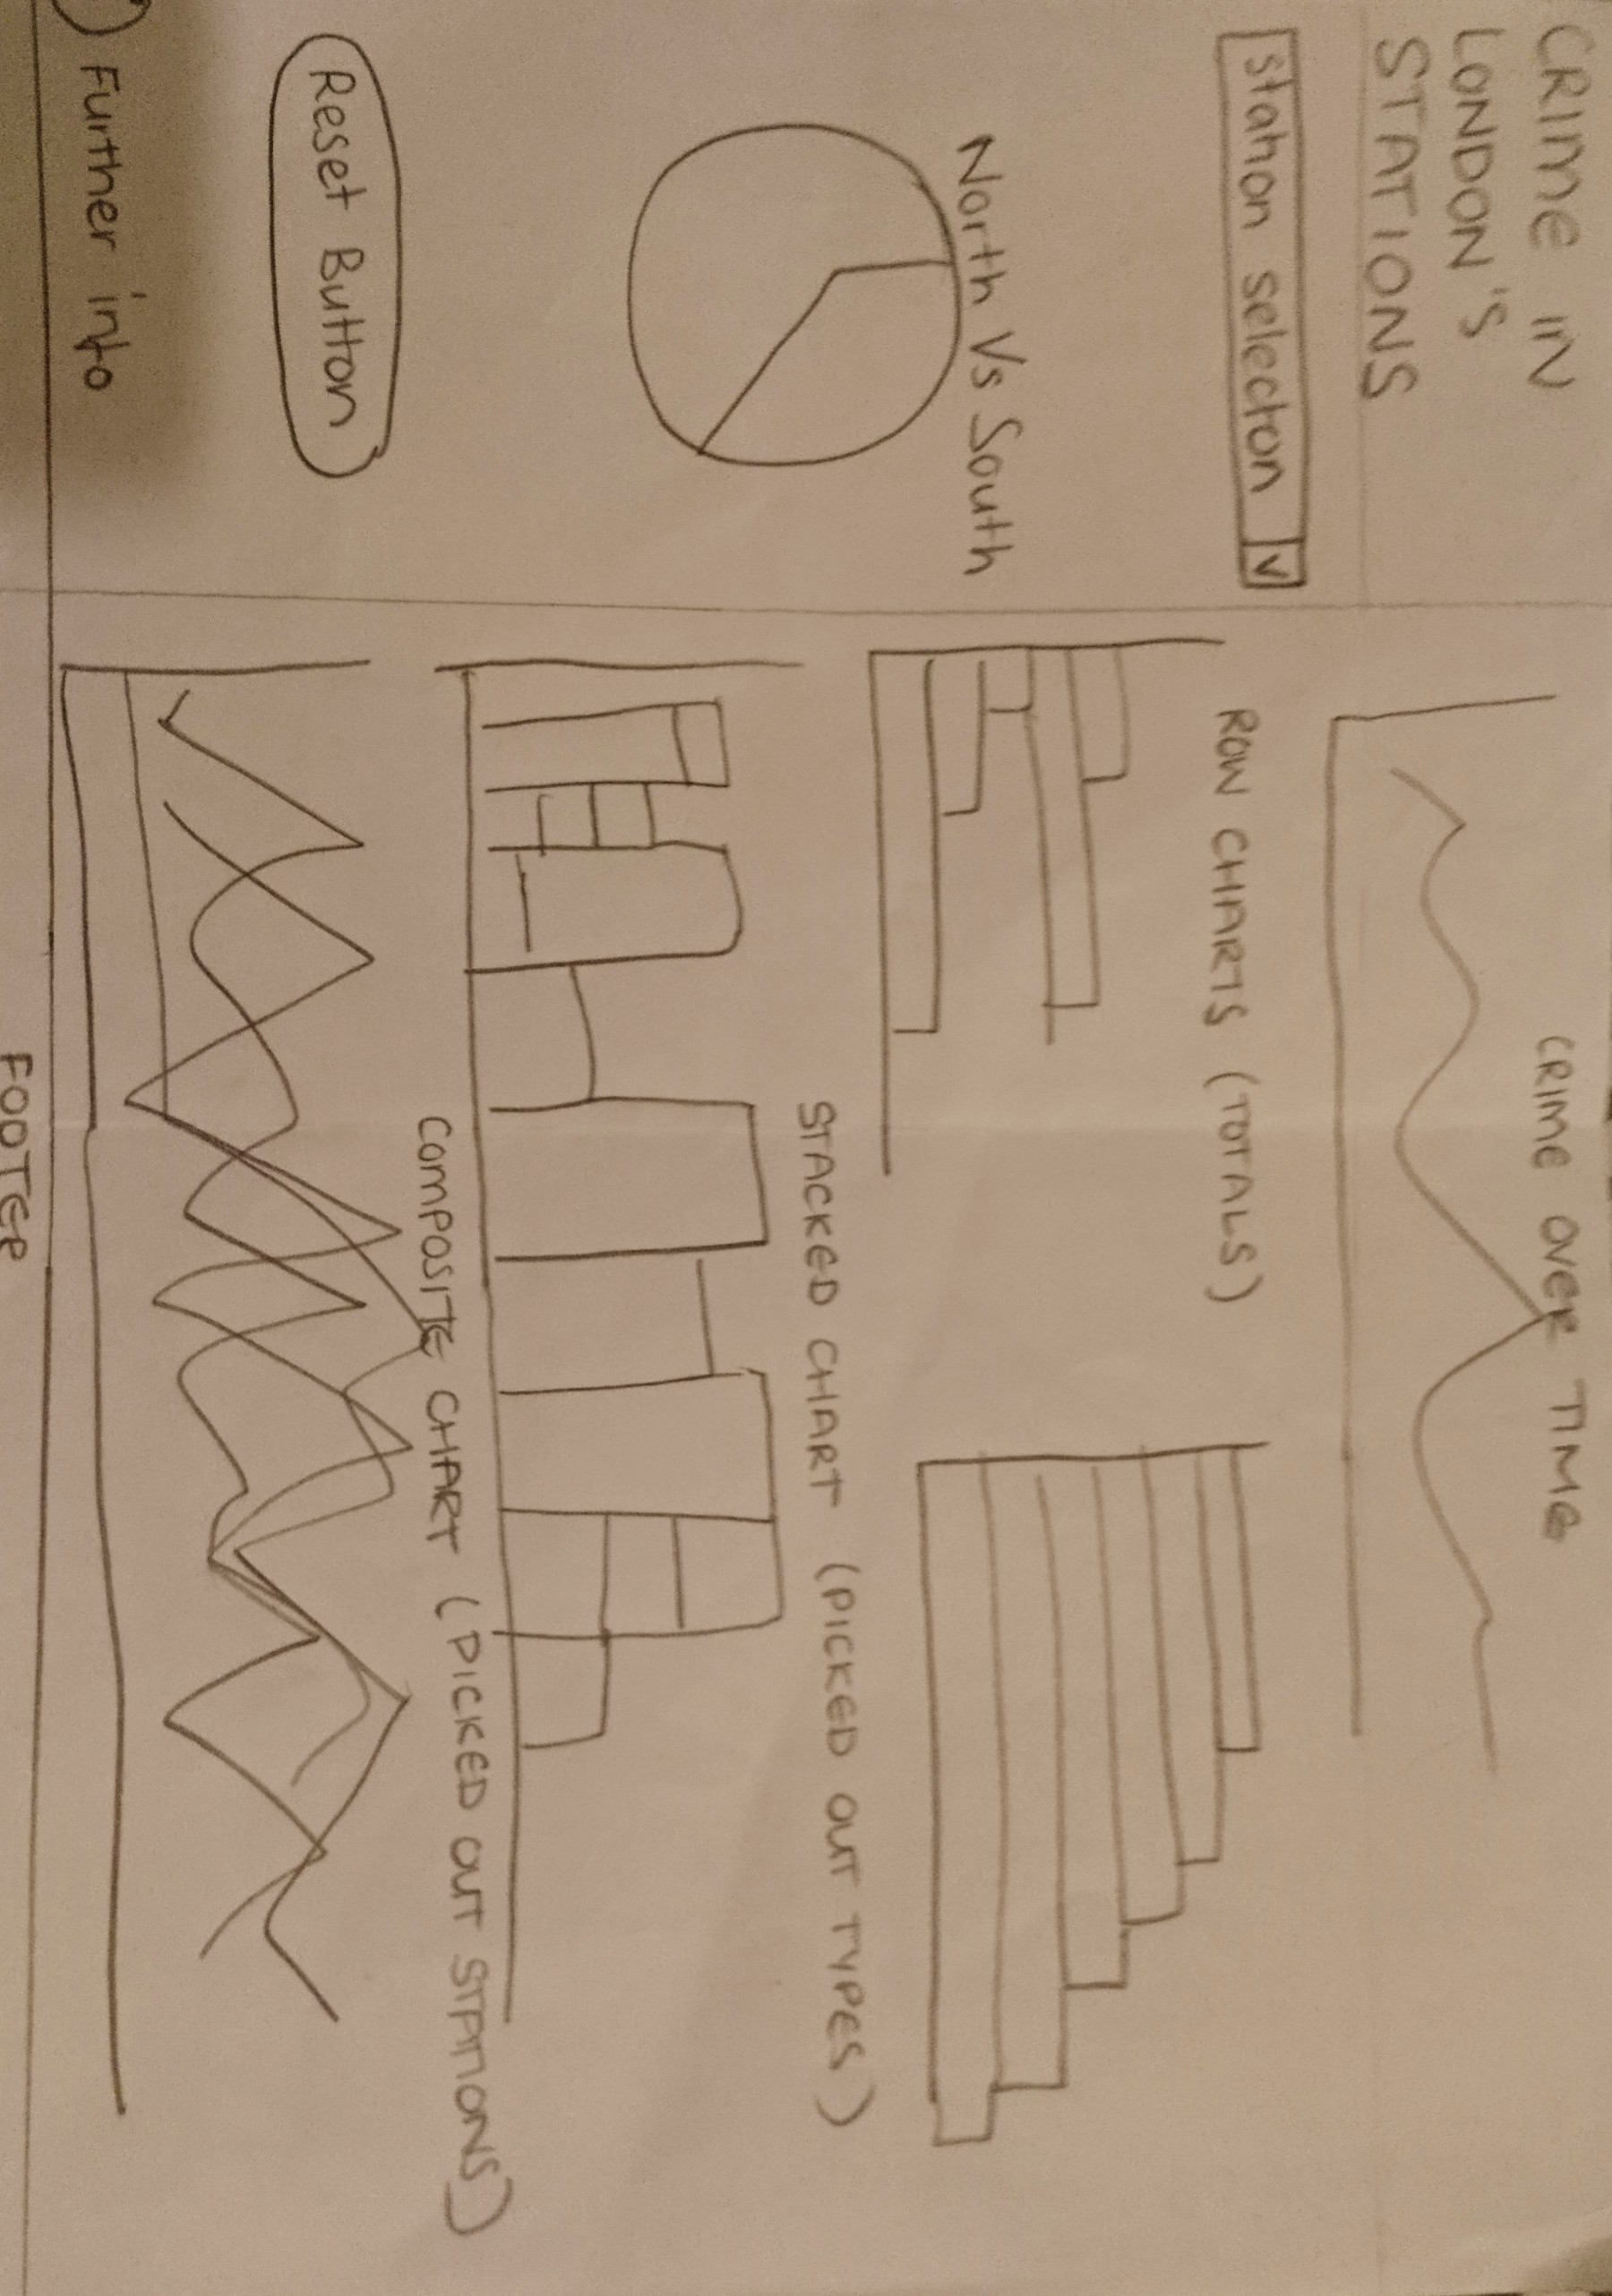 CRIME IN
LONDON'S
STATIONS
Station selection V
North Vs South
Reset Button
Further info
CRIME OVER TIME
ROW CHARTS (TOTALS)
STACKED CHART (PICKED OUT TYPES)
COMPOSITE CHART (PICKED OUT STATIONS)
FOOTER